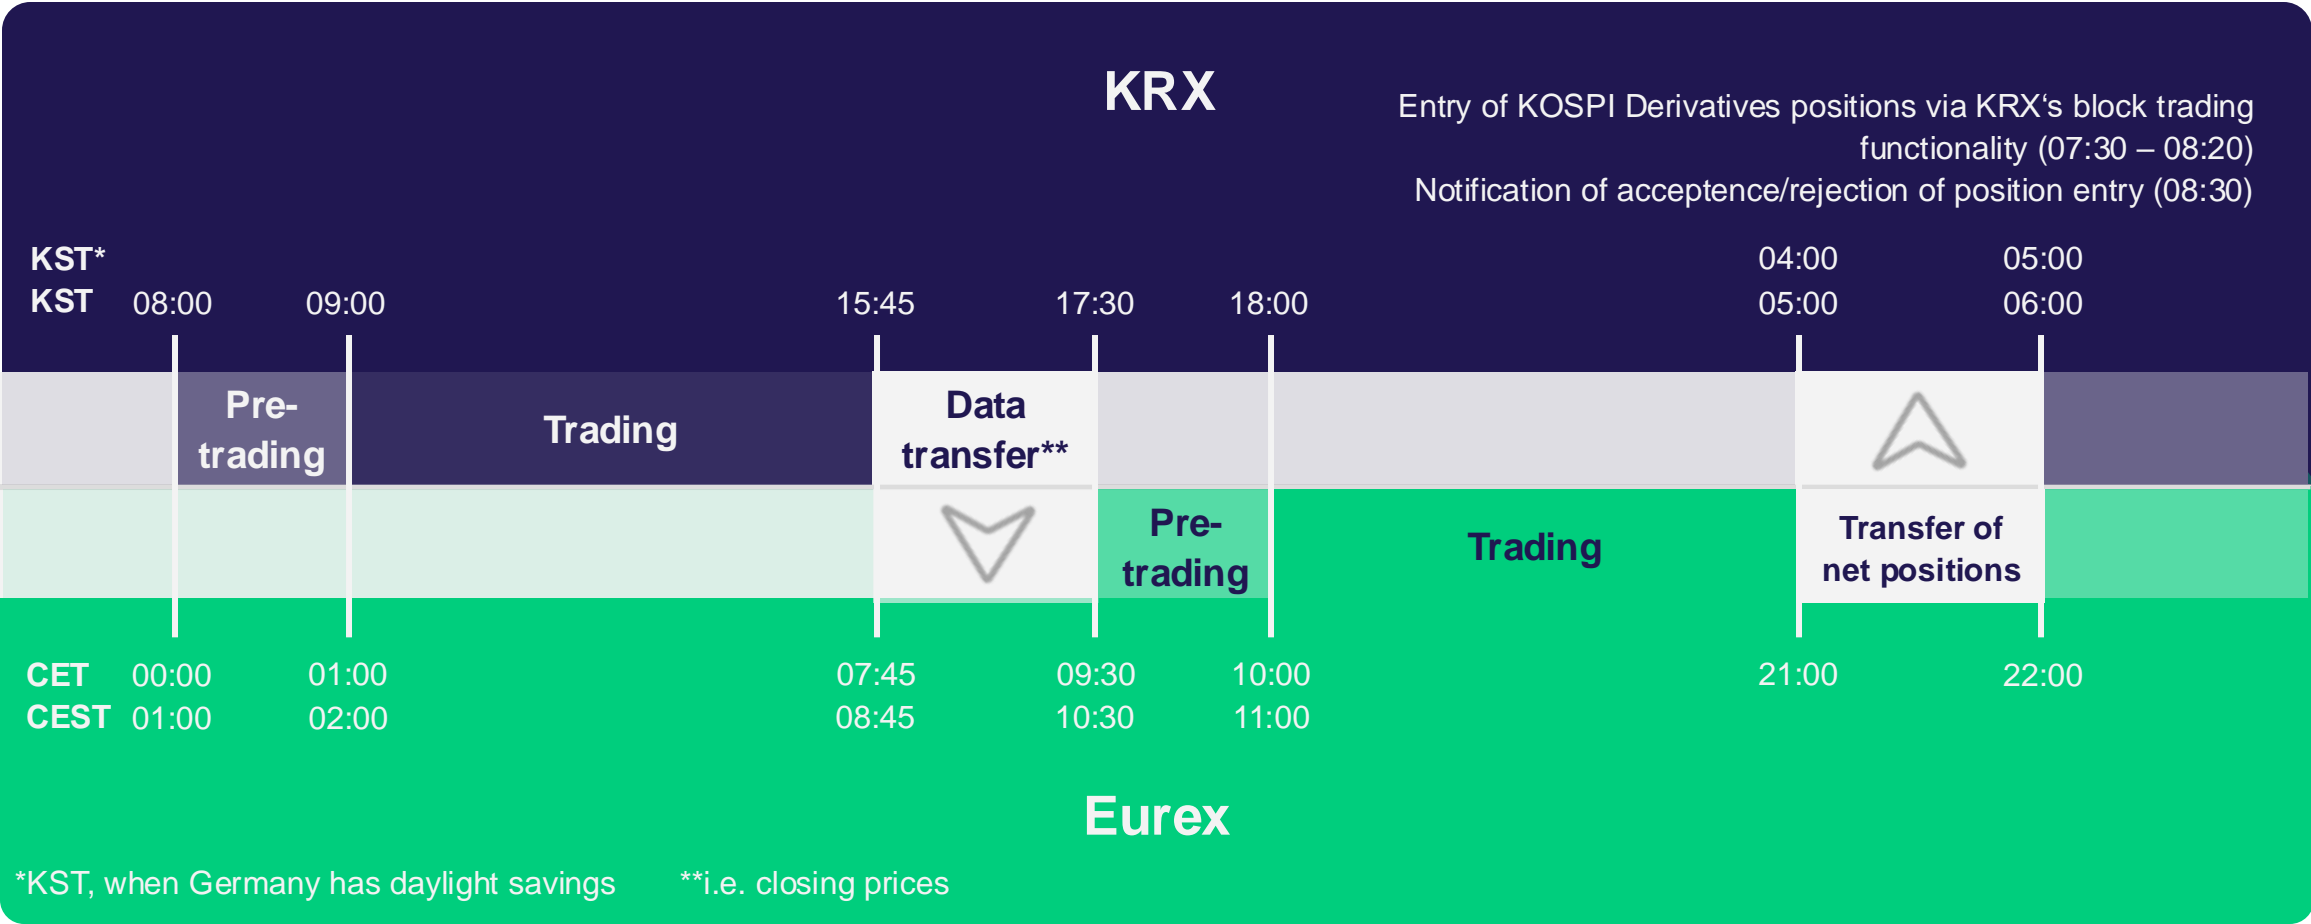 KRX
Entry of KOSPI Derivatives positions via KRX‘s block trading
functionality (07:30 – 08:20)
Notification of acceptence/rejection of position entry (08:30)
KST* 04:00 05:00
KST 08:00 09:00 15:45 17:30 18:00 05:00 06:00
Pre-
trading
Trading
Data
transfer**
Pre-
trading
Trading
Transfer of
net positions
CET 00:00 01:00 07:45 09:30 10:00 21:00 22:00
CEST 01:00 02:00 08:45 10:30 11:00
Eurex
*KST, when Germany has daylight savings **i.e. closing prices